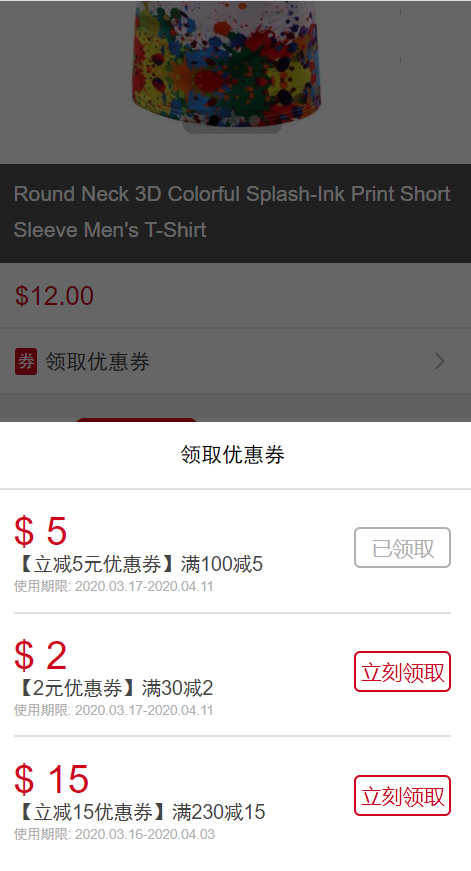 Round Neck 3D Colorful Splash-Ink Print Short
Sleeve Men's T-Shirt
$12.00
券 领取优惠券
领取优惠券
$ 5
【立减5元优惠券】满100减5
使用期限: 2020.03.17-2020.04.11
已领取
$ 2
【2元优惠券】满30减2
使用期限: 2020.03.17-2020.04.11
立刻领取
$ 15
【立减15优惠券】满230减15
使用期限: 2020.03.16-2020.04.03
立刻领取